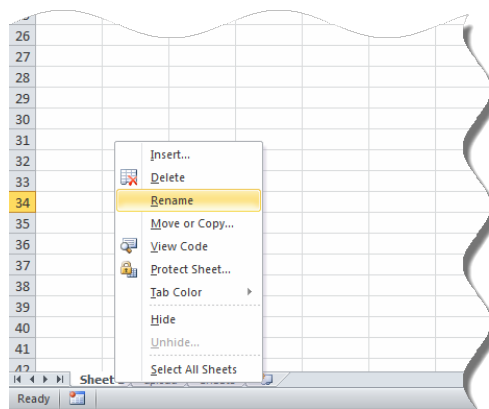 26
27
28
29
30
31
32
33
34
35
36
37
38
39
40
41
42
Insert...
Delete
Rename
Move or Copy...
View Code
Protect Sheet...
Tab Color
Hide
Unhide...
Select All Sheets
Ready